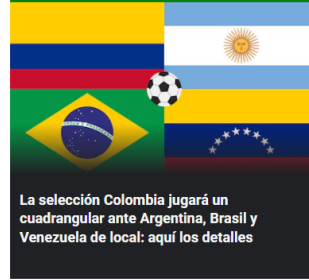 La selección Colombia jugará un
cuadrangular ante Argentina, Brasil y
Venezuela de local: aquí los detalles